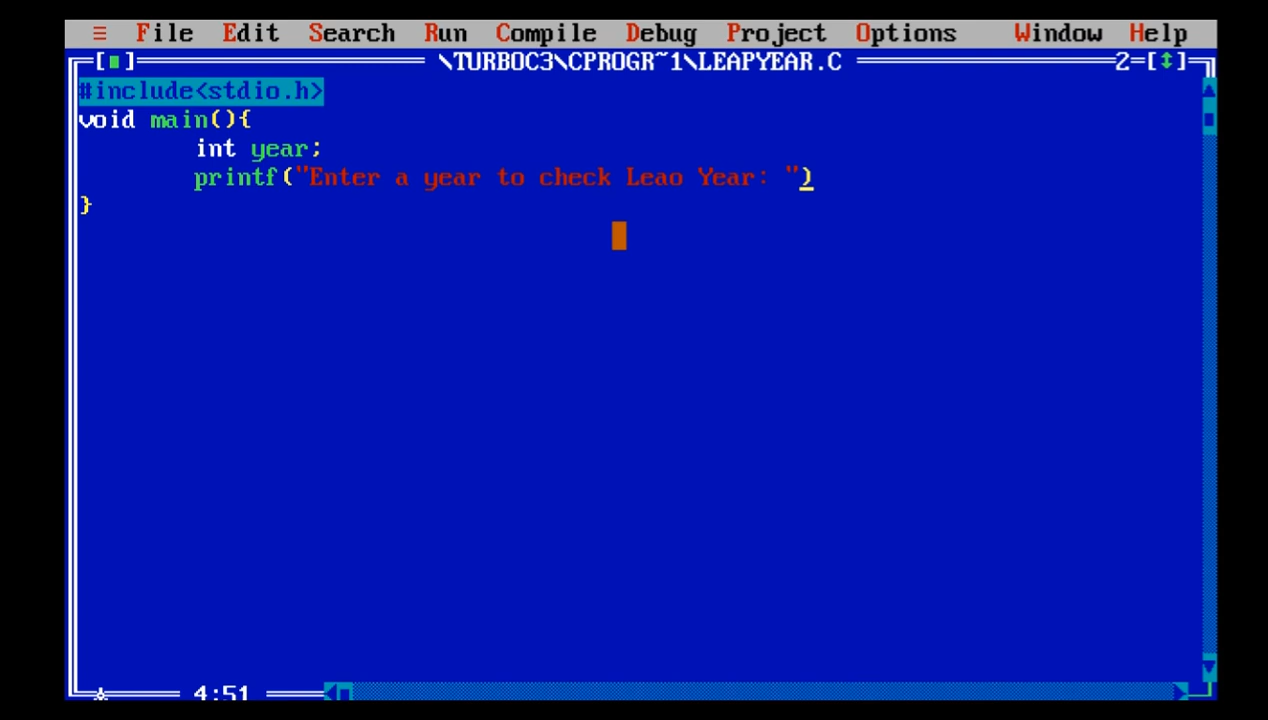 ≡ File Edit Search Run Compile Debug Project Options Window Help
[■] \TURBOC3\CPROGR~1\LEAPYEAR.C 2=[↕]
#include<stdio.h>
void main(){
int year;
printf("Enter a year to check Leao Year: ")
}
4:51